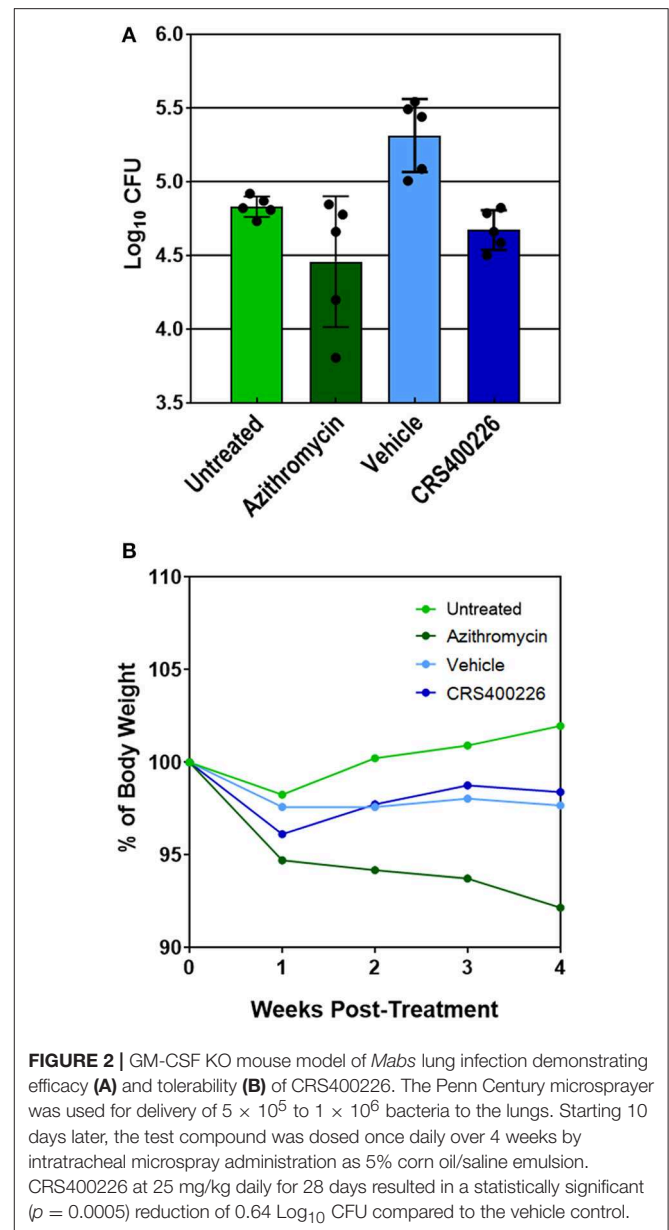 A
6.0
5.5
5.0
4.5
4.0
3.5
Log10 CFU
Untreated
Azithromycin
Vehicle
CRS400226
B
110
105
100
95
90
% of Body Weight
Untreated
Azithromycin
Vehicle
CRS400226
0 1 2 3 4
Weeks Post-Treatment
FIGURE 2 | GM-CSF KO mouse model of Mabs lung infection demonstrating
efficacy (A) and tolerability (B) of CRS400226. The Penn Century microsprayer
was used for delivery of 5 × 10⁵ to 1 × 10⁶ bacteria to the lungs. Starting 10
days later, the test compound was dosed once daily over 4 weeks by
intratracheal microspray administration as 5% corn oil/saline emulsion.
CRS400226 at 25 mg/kg daily for 28 days resulted in a statistically significant
(p = 0.0005) reduction of 0.64 Log₁₀ CFU compared to the vehicle control.